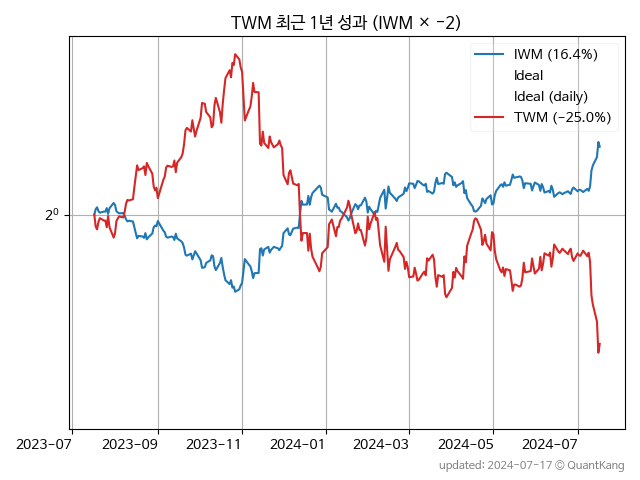 TWM 최근 1년 성과 (IWM × −2)
IWM (16.4%)
Ideal
Ideal (daily)
TWM (−25.0%)
2⁰
2023-07 2023-09 2023-11 2024-01 2024-03 2024-05 2024-07
updated: 2024-07-17 © QuantKang